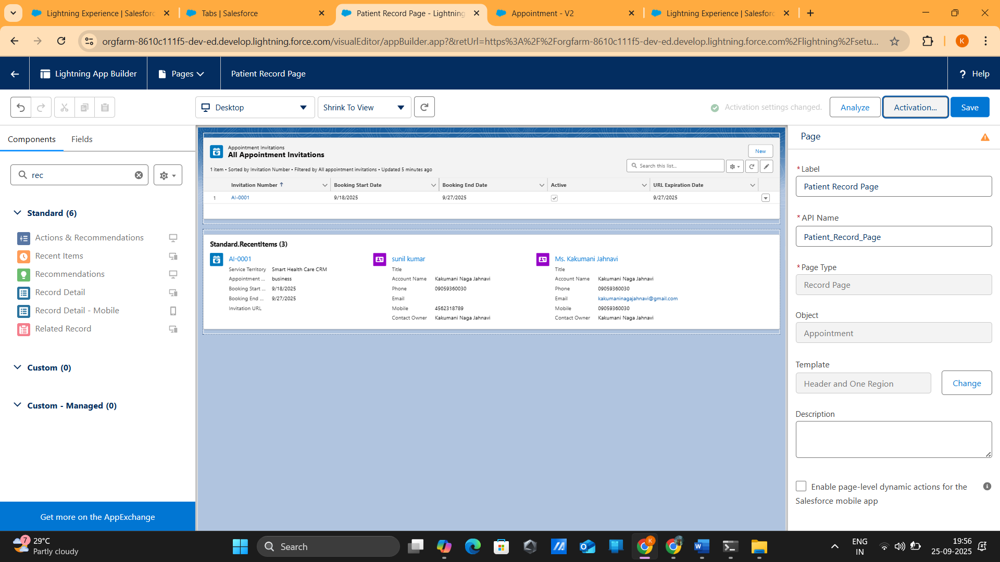 Lightning Experience | Salesforc
Tabs | Salesforce
Patient Record Page - Lightning
Appointment - V2
Lightning Experience | Salesforc
orgfarm-8610c111f5-dev-ed.develop.lightning.force.com/visualEditor/appBuilder.app?&retUrl=https%3A%2F%2Forgfarm-8610c111f5-dev-ed.develop.lightning.force.com%2Flightning%2Fsetu...
K
Lightning App Builder
Pages
Patient Record Page
? Help
Desktop
Shrink To View
Activation settings changed.
Analyze
Activation...
Save
Components
Fields
rec
Standard (6)
Actions & Recommendations
Recent Items
Recommendations
Record Detail
Record Detail - Mobile
Related Record
Custom (0)
Custom - Managed (0)
Get more on the AppExchange
Appointment Invitations
All Appointment Invitations
New
1 item • Sorted by Invitation Number • Filtered by All appointment invitations • Updated 5 minutes ago
Search this list...
Invitation Number ↑ Booking Start Date Booking End Date Active URL Expiration Date
1 AI-0001 9/18/2025 9/27/2025 9/27/2025
Standard.RecentItems (3)
AI-0001
Service Territory Smart Health Care CRM
Appointment ... business
Booking Start ... 9/18/2025
Booking End ... 9/27/2025
Invitation URL
sunil kumar
Title
Account Name Kakumani Naga Jahnavi
Phone 09059360030
Email
Mobile 4562318789
Contact Owner Kakumani Naga Jahnavi
Ms. Kakumani Jahnavi
Title
Account Name Kakumani Naga Jahnavi
Phone 09059360030
Email kakumaninagajahnavi@gmail.com
Mobile 09059360030
Contact Owner Kakumani Naga Jahnavi
Page
*Label
Patient Record Page
*API Name
Patient_Record_Page
*Page Type
Record Page
Object
Appointment
Template
Header and One Region
Change
Description
Enable page-level dynamic actions for the
Salesforce mobile app
7
29°C
Partly cloudy
Search
K
ENG
IN
19:56
25-09-2025